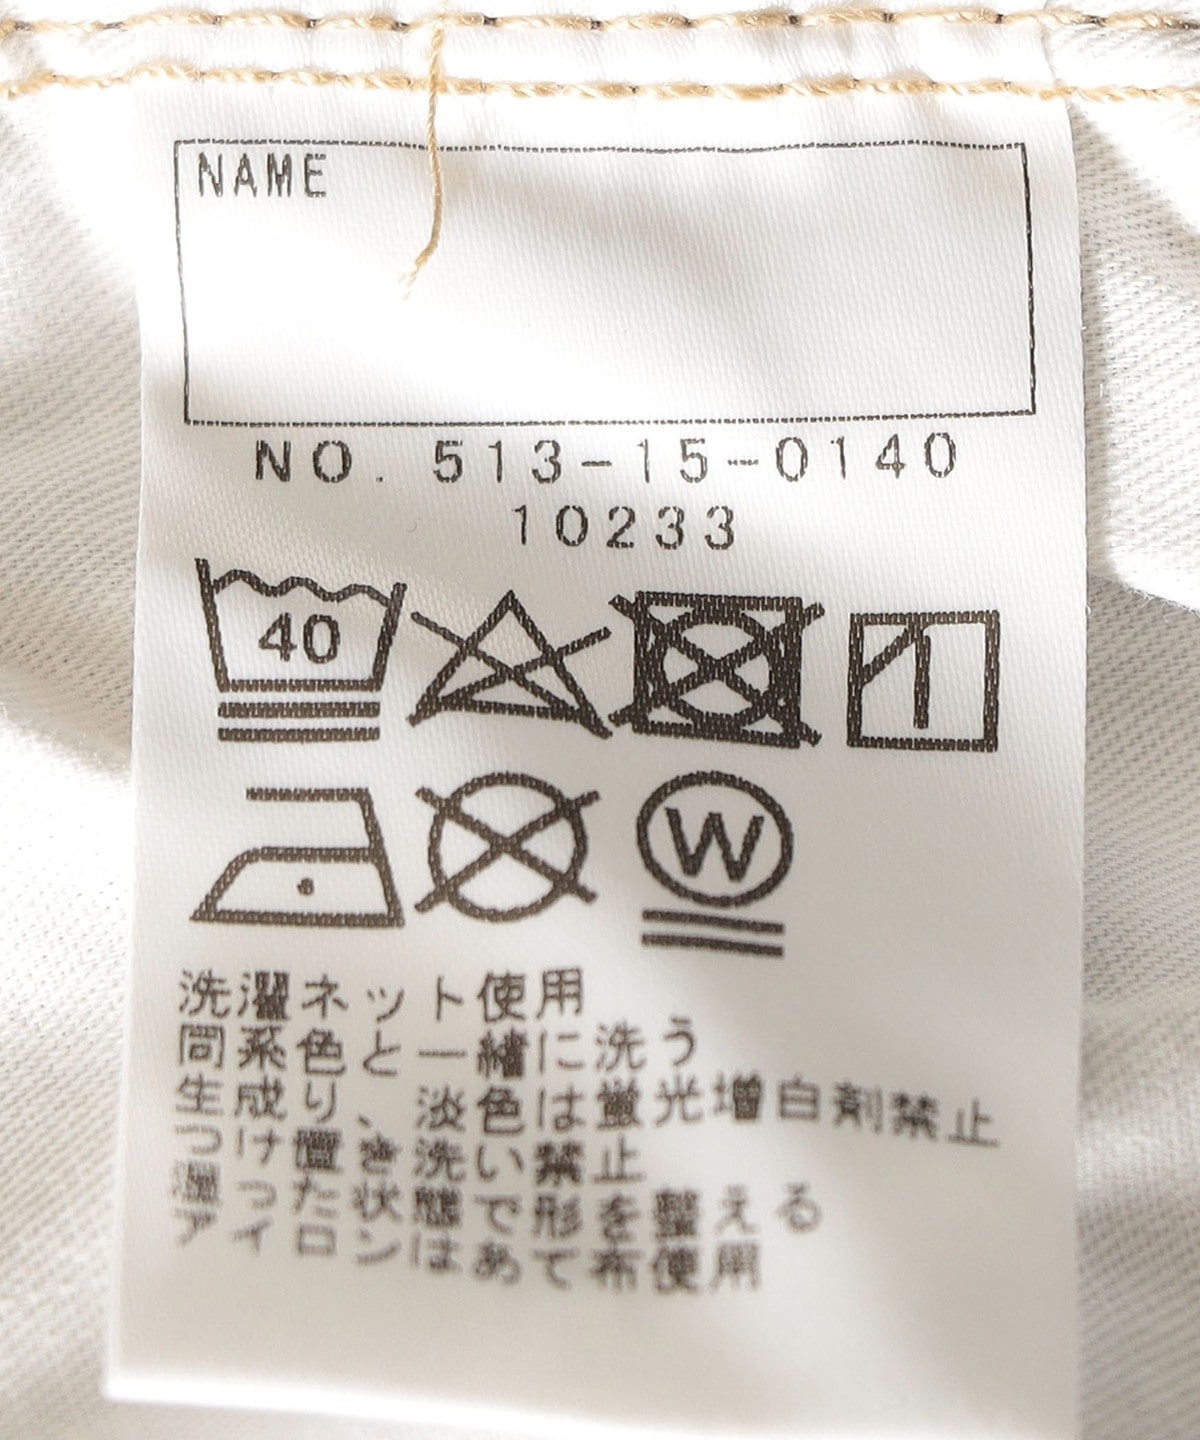 NAME
NO. 513-15-0140
10233
40
W
洗濯ネット使用
同系色と一緒に洗う
生成り、淡色は蛍光増白剤禁止
つけ置き洗い禁止
濡った状態で形を整える
アイロンはあて布使用